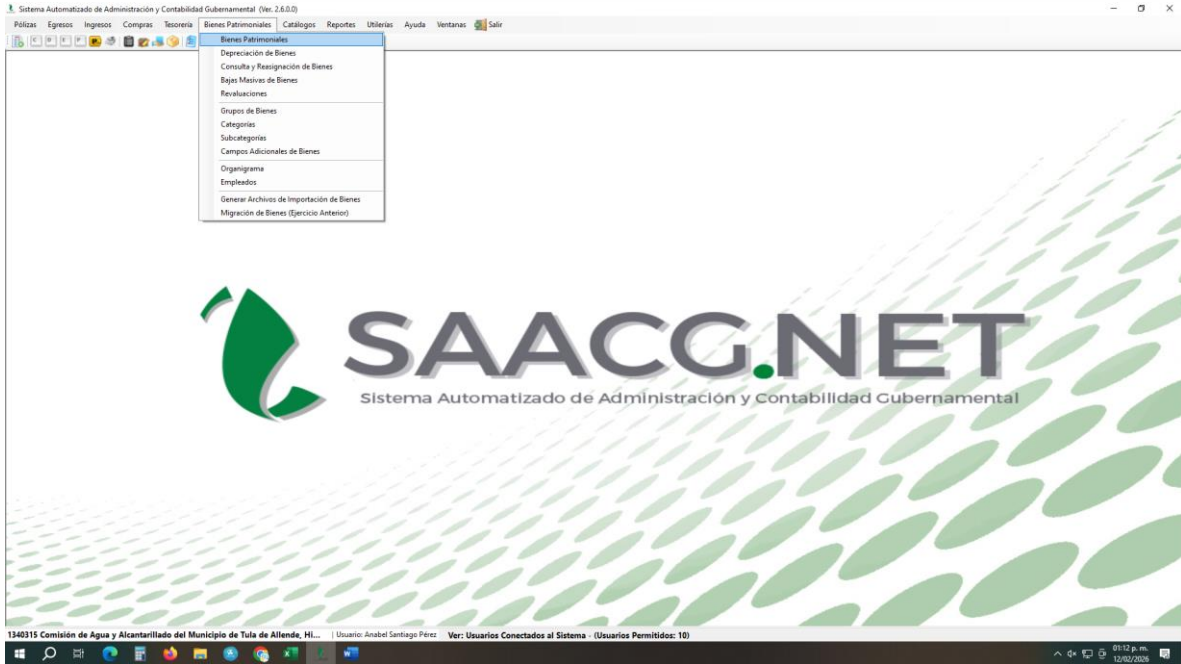 Sistema Automatizado de Administración y Contabilidad Gubernamental (Ver. 2.6.0.0)
Pólizas Egresos Ingresos Compras Tesorería Bienes Patrimoniales Catálogos Reportes Utilerías Ayuda Ventanas Salir
Bienes Patrimoniales
Depreciación de Bienes
Consulta y Reasignación de Bienes
Bajas Masivas de Bienes
Revaluaciones
Grupos de Bienes
Categorías
Subcategorías
Campos Adicionales de Bienes
Organigrama
Empleados
Generar Archivos de Importación de Bienes
Migración de Bienes (Ejercicio Anterior)
SAACG.NET
Sistema Automatizado de Administración y Contabilidad Gubernamental
1340315 Comisión de Agua y Alcantarillado del Municipio de Tula de Allende, Hi... | Usuario: Anabel Santiago Pérez Ver: Usuarios Conectados al Sistema - (Usuarios Permitidos: 10)
01:12 p. m.
12/02/2026